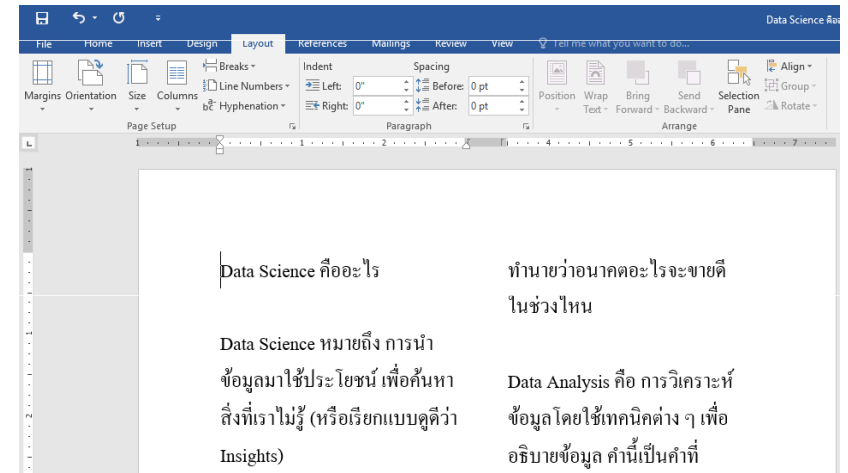 Data Science คือ
File Home Insert Design Layout References Mailings Review View Tell me what you want to do...
Margins Orientation Size Columns Breaks Line Numbers Hyphenation
Page Setup
Indent Spacing
Left: 0" Before: 0 pt
Right: 0" After: 0 pt
Paragraph
Position Wrap Text Bring Forward Send Backward Selection Pane Align Group Rotate
Arrange
1 1 2 4 5 6 7
Data Science คืออะไร
Data Science หมายถึง การนำ
ข้อมูลมาใช้ประโยชน์ เพื่อค้นหา
สิ่งที่เราไม่รู้ (หรือเรียกแบบดูดีว่า
Insights)
ทำนายว่าอนาคตอะไรจะขายดี
ในช่วงไหน
Data Analysis คือ การวิเคราะห์
ข้อมูลโดยใช้เทคนิคต่าง ๆ เพื่อ
อธิบายข้อมูล คำนี้เป็นคำที่